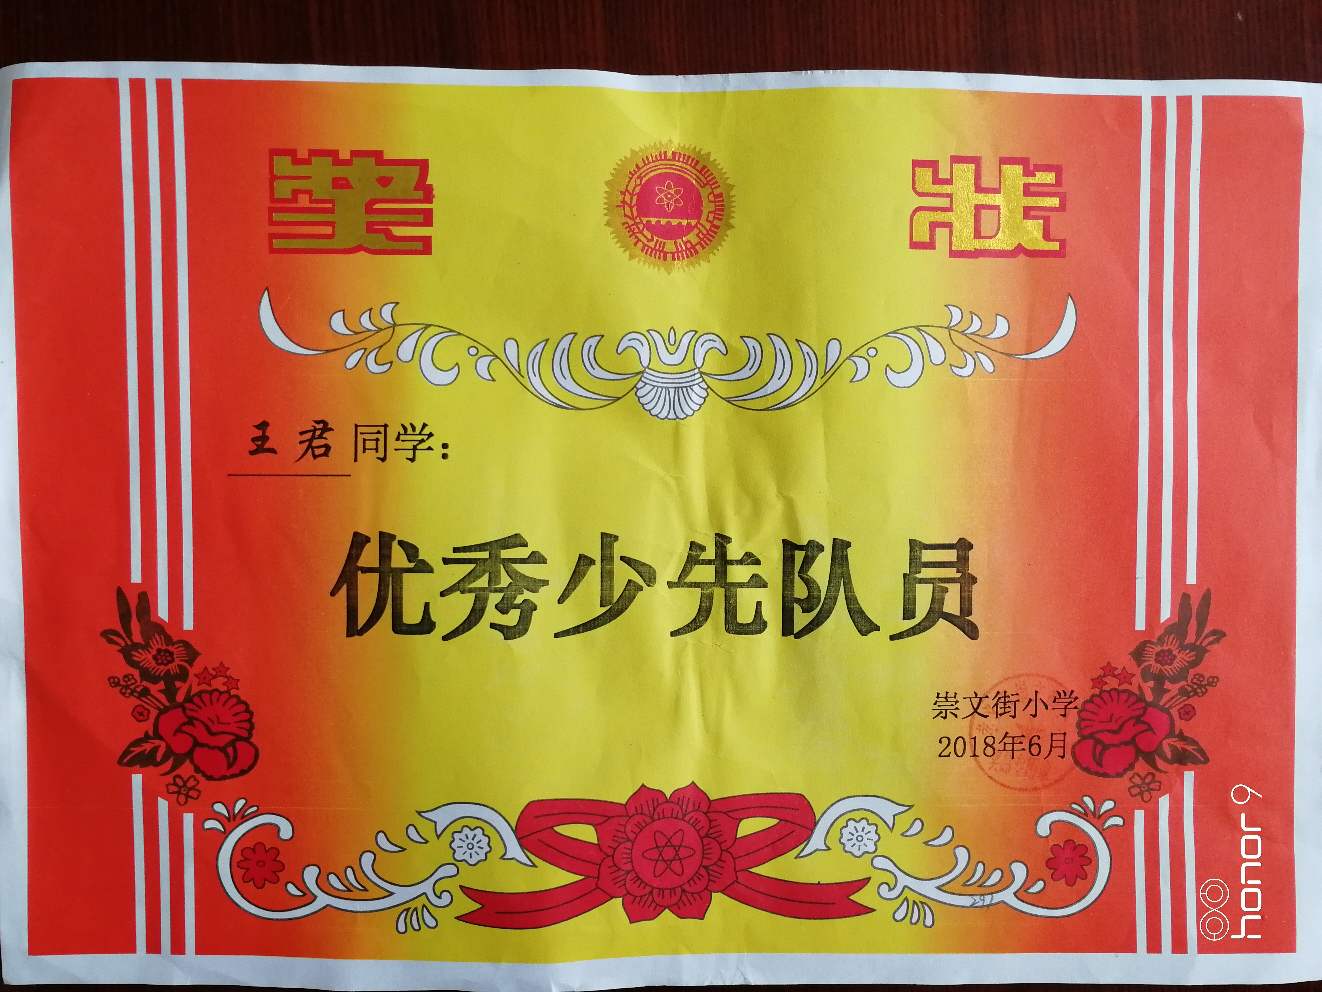 奖 状
王君同学：
优秀少先队员
崇文街小学
2018年6月
honor 9